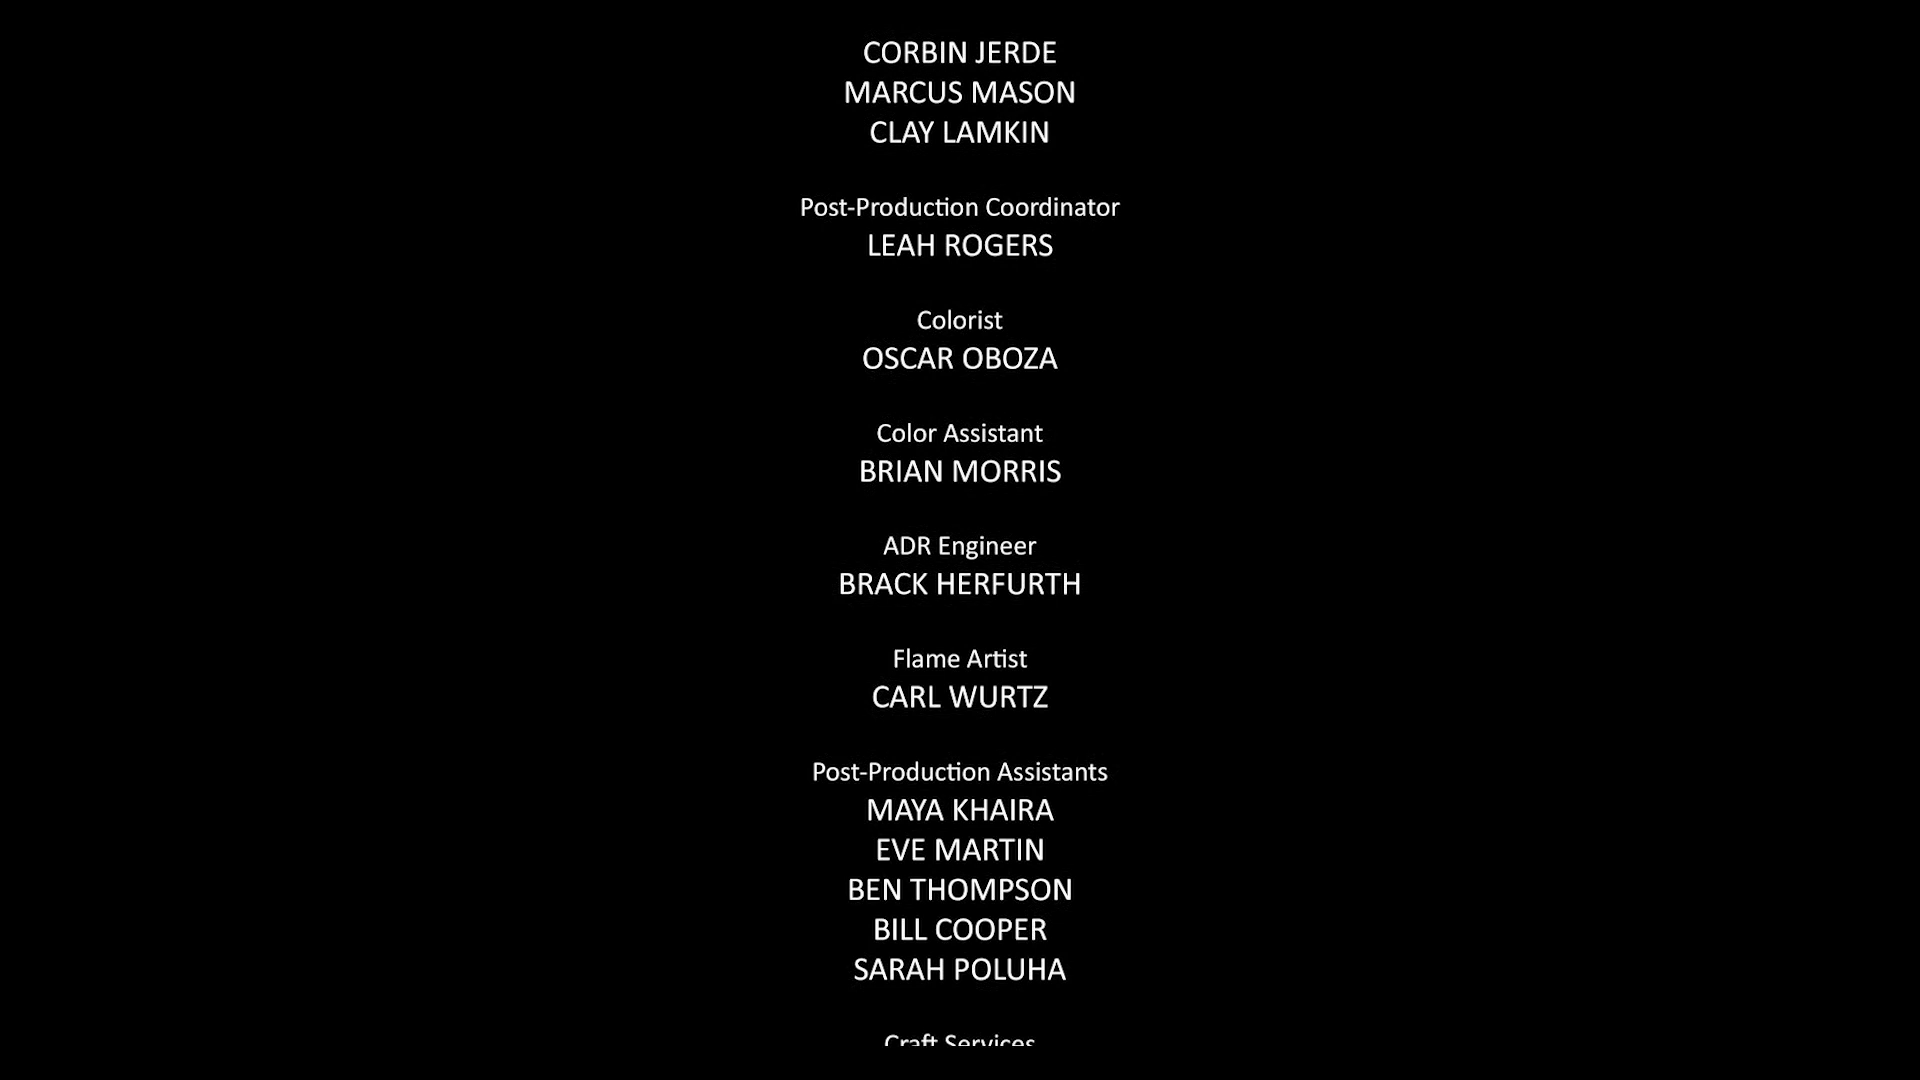 CORBIN JERDE
MARCUS MASON
CLAY LAMKIN
Post-Production Coordinator
LEAH ROGERS
Colorist
OSCAR OBOZA
Color Assistant
BRIAN MORRIS
ADR Engineer
BRACK HERFURTH
Flame Artist
CARL WURTZ
Post-Production Assistants
MAYA KHAIRA
EVE MARTIN
BEN THOMPSON
BILL COOPER
SARAH POLUHA
Craft Services